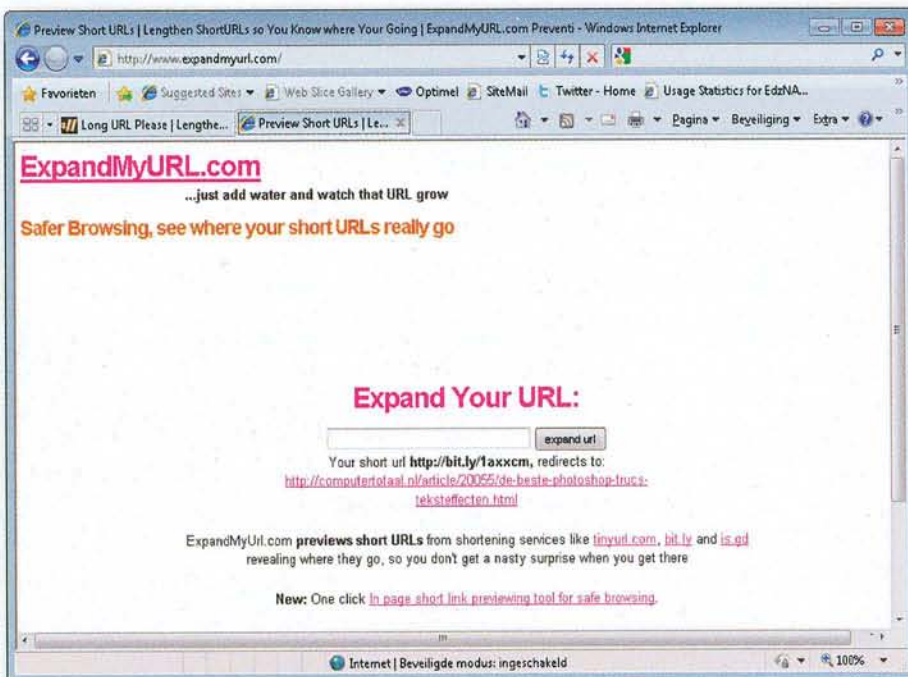 Preview Short URLs | Lengthen ShortURLs so You Know where Your Going | ExpandMyURL.com Preventi - Windows Internet Explorer
http://www.expandmyurl.com/
Favorieten Suggested Sites Web Slice Gallery Optimel SiteMail Twitter - Home Usage Statistics for EdzNA...
Long URL Please | Lengthe... Preview Short URLs | Le... Pagina Beveiliging Extra
ExpandMyURL.com
...just add water and watch that URL grow
Safer Browsing, see where your short URLs really go
Expand Your URL:
expand url
Your short url http://bit.ly/1axxcm, redirects to:
http://computertotaal.nl/article/20055/de-beste-photoshop-trucs-
teksteffecten.html
ExpandMyUrl.com previews short URLs from shortening services like tinyurl.com, bit.ly and is.gd
revealing where they go, so you don't get a nasty surprise when you get there
New: One click In page short link previewing tool for safe browsing.
Internet | Beveiligde modus: ingeschakeld 100%